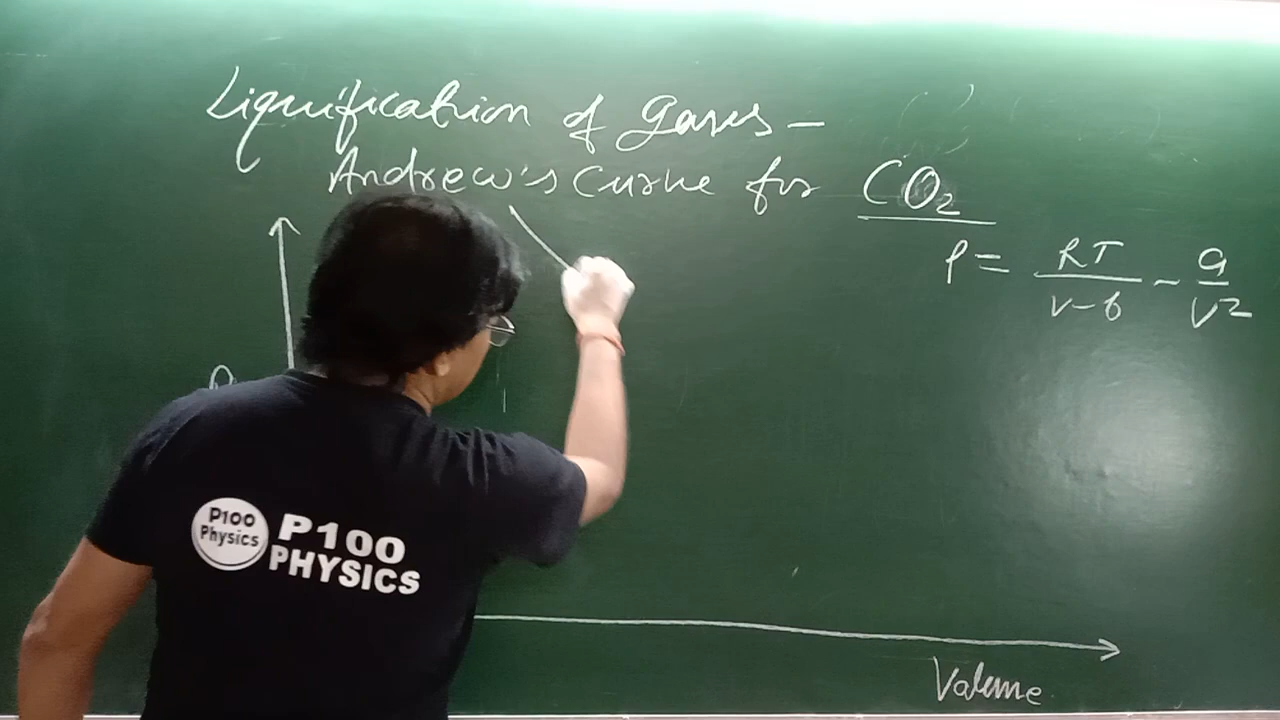 Liquification of Gases –
Andrew's Curve for CO₂
P = RT/V-b - a/V²
P
P100 Physics
P100
PHYSICS
Volume